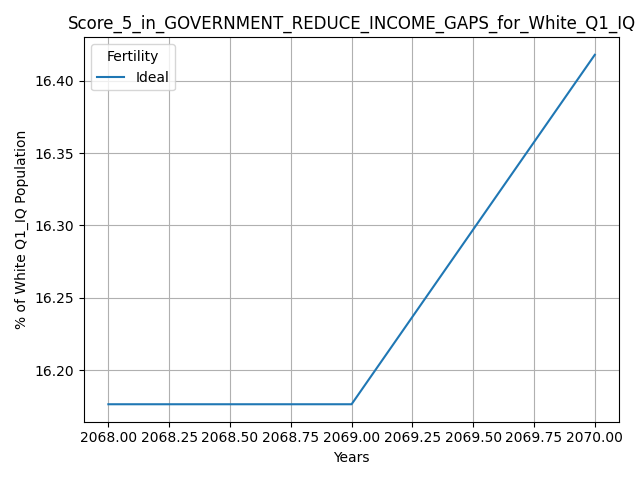 Score_5_in_GOVERNMENT_REDUCE_INCOME_GAPS_for_White_Q1_IQ
Fertility
Ideal
16.40
16.35
16.30
16.25
16.20
% of White Q1_IQ Population
2068.00 2068.25 2068.50 2068.75 2069.00 2069.25 2069.50 2069.75 2070.00
Years